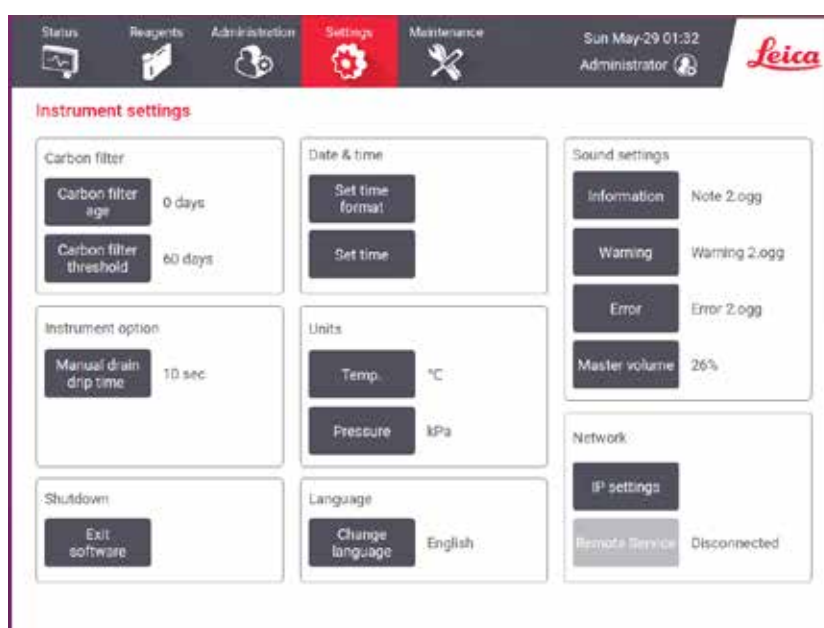 Status Reagents Administration Settings Maintenance
Sun May-29 01:32
Administrator
Leica
Instrument settings
Carbon filter
Carbon filter
age
0 days
Carbon filter
threshold
60 days
Instrument option
Manual drain
drip time
10 sec
Shutdown
Exit
software
Date & time
Set time
format
Set time
Units
Temp.
°C
Pressure
kPa
Language
Change
language
English
Sound settings
Information
Note 2.ogg
Warning
Warning 2.ogg
Error
Error 2.ogg
Master volume
26%
Network
IP settings
Remote Service
Disconnected